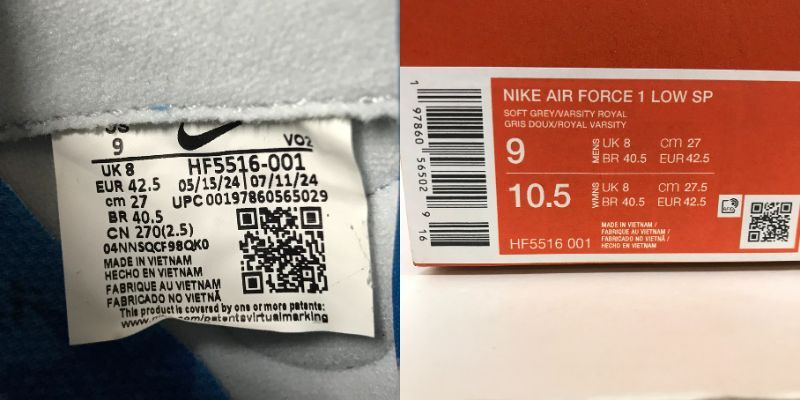 US
9
VO2
UK 8
HF5516-001
EUR 42.5
05/15/24 07/11/24
cm 27
UPC 00197860565029
BR 40.5
CN 270(2.5)
04NNSQCF98QK0
MADE IN VIETNAM
HECHO EN VIETNAM
FABRIQUE AU VIETNAM
FABRICADO NO VIETNÃ
This product is covered by one or more patents:
/patentsvirtualmarking
1 97860 56502 9 16
NIKE AIR FORCE 1 LOW SP
SOFT GREY/VARSITY ROYAL
GRIS DOUX/ROYAL VARSITY
9 MENS UK 8 cm 27
BR 40.5 EUR 42.5
10.5 WMNS UK 8 cm 27.5
BR 40.5 EUR 42.5
MADE IN VIETNAM /
FABRIQUE AU VIETNAM /
FABRICADO NO VIETNÃ /
HECHO EN VIETNAM
HF5516 001